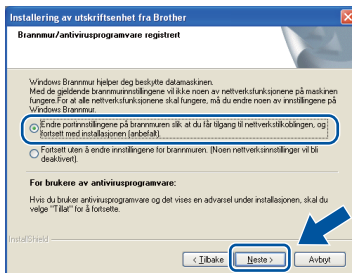 Installering av utskriftsenhet fra Brother
Brannmur/antivirusprogramvare registrert
Windows Brannmur hjelper deg beskytte datamaskinen.
Med de gjeldende brannmurinnstillingene vil ikke noen av nettverksfunksjonene på maskinen
fungere.For at alle nettverksfunksjonene skal fungere, må du endre noen av innstillingene på
Windows Brannmur.
Endre portinnstillingene på brannmuren slik at du får tilgang til nettverkstilkoblingen, og
fortsett med installasjonen (anbefalt).
Fortsett uten å endre innstillingene for brannmuren. (Noen nettverksinnstillinger vil bli
deaktivert).
For brukere av antivirusprogramvare:
Hvis du bruker antivirusprogramvare og det vises en advarsel under installasjonen, skal du
velge "Tillat" for å fortsette.
InstallShield
< Tilbake Neste > Avbryt